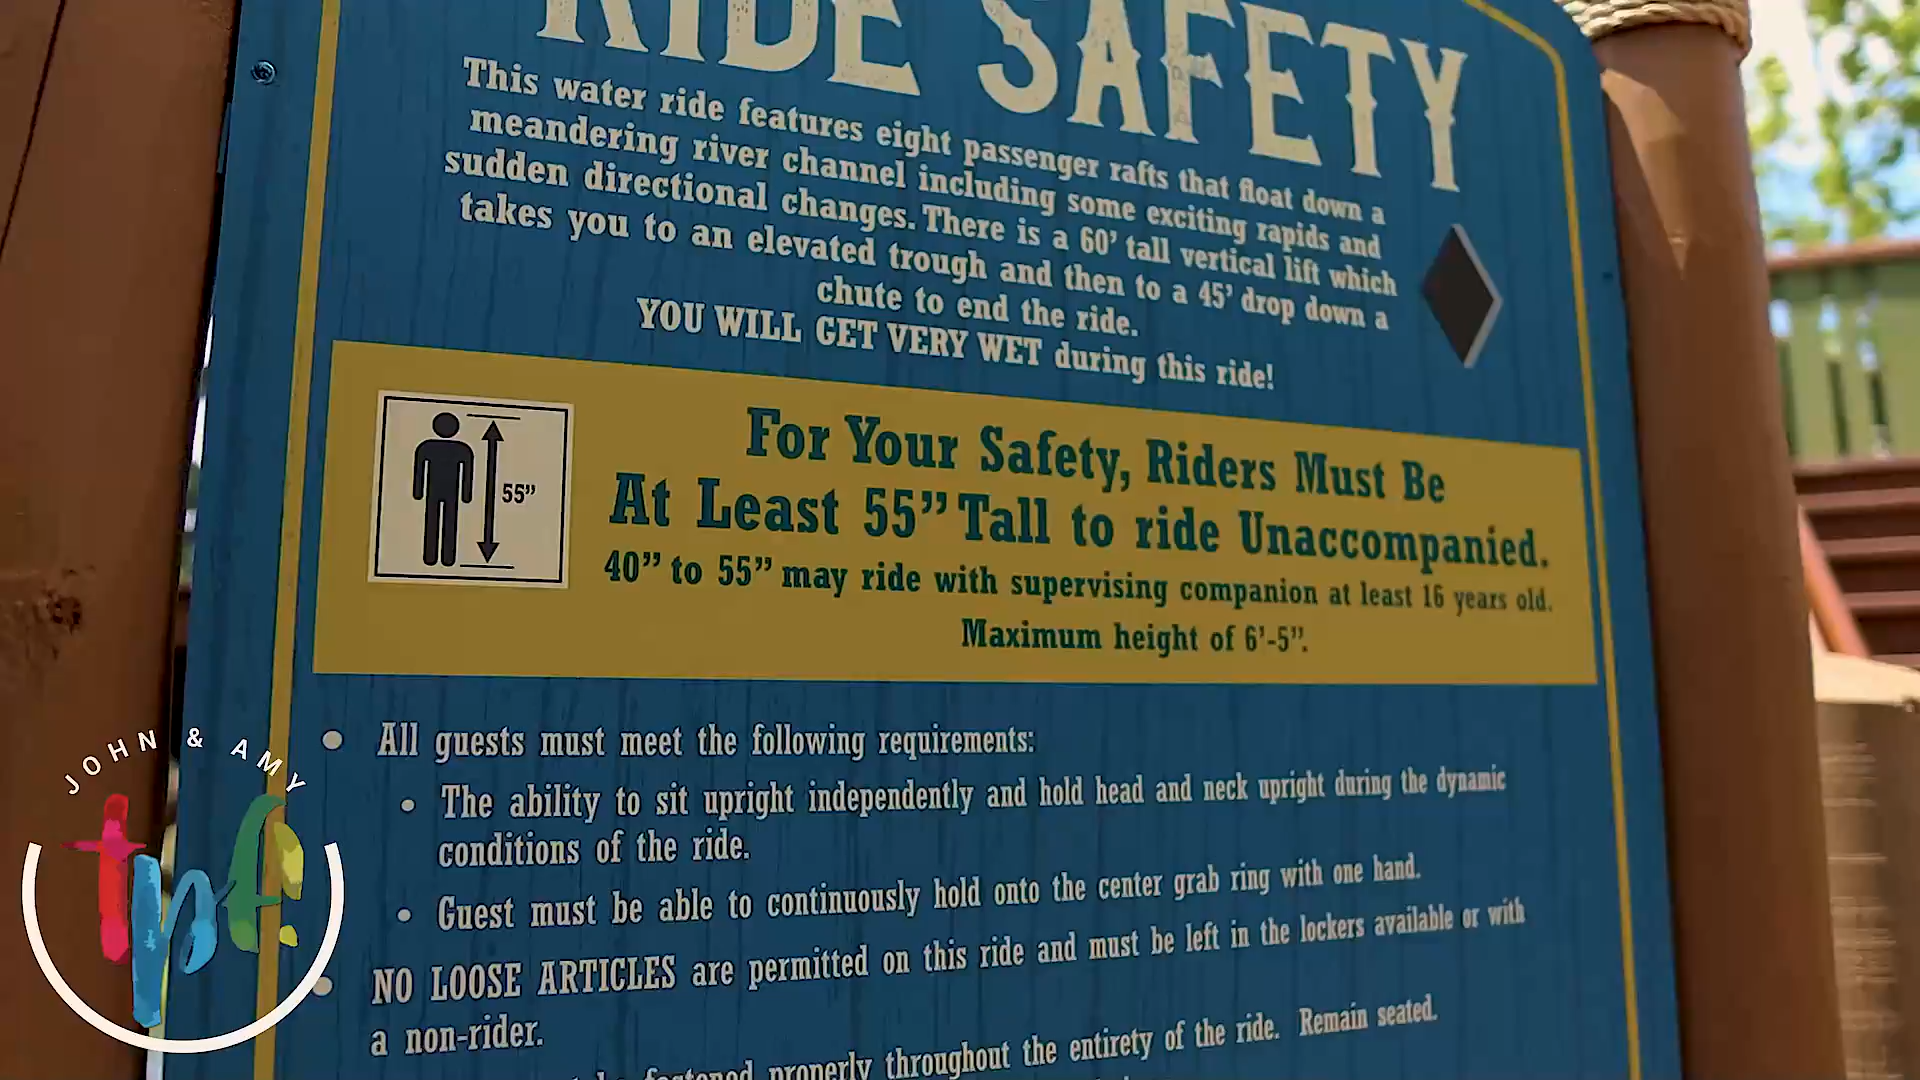 RIDE SAFETY
This water ride features eight passenger rafts that float down a
meandering river channel including some exciting rapids and
sudden directional changes. There is a 60' tall vertical lift which
takes you to an elevated trough and then to a 45' drop down a
chute to end the ride.
YOU WILL GET VERY WET during this ride!
55”
For Your Safety, Riders Must Be
At Least 55” Tall to ride Unaccompanied.
40” to 55” may ride with supervising companion at least 16 years old.
Maximum height of 6'-5”.
• All guests must meet the following requirements:
• The ability to sit upright independently and hold head and neck upright during the dynamic
conditions of the ride.
• Guest must be able to continuously hold onto the center grab ring with one hand.
• NO LOOSE ARTICLES are permitted on this ride and must be left in the lockers available or with
a non-rider.
fastened properly throughout the entirety of the ride. Remain seated.
JOHN & AMY
tpf